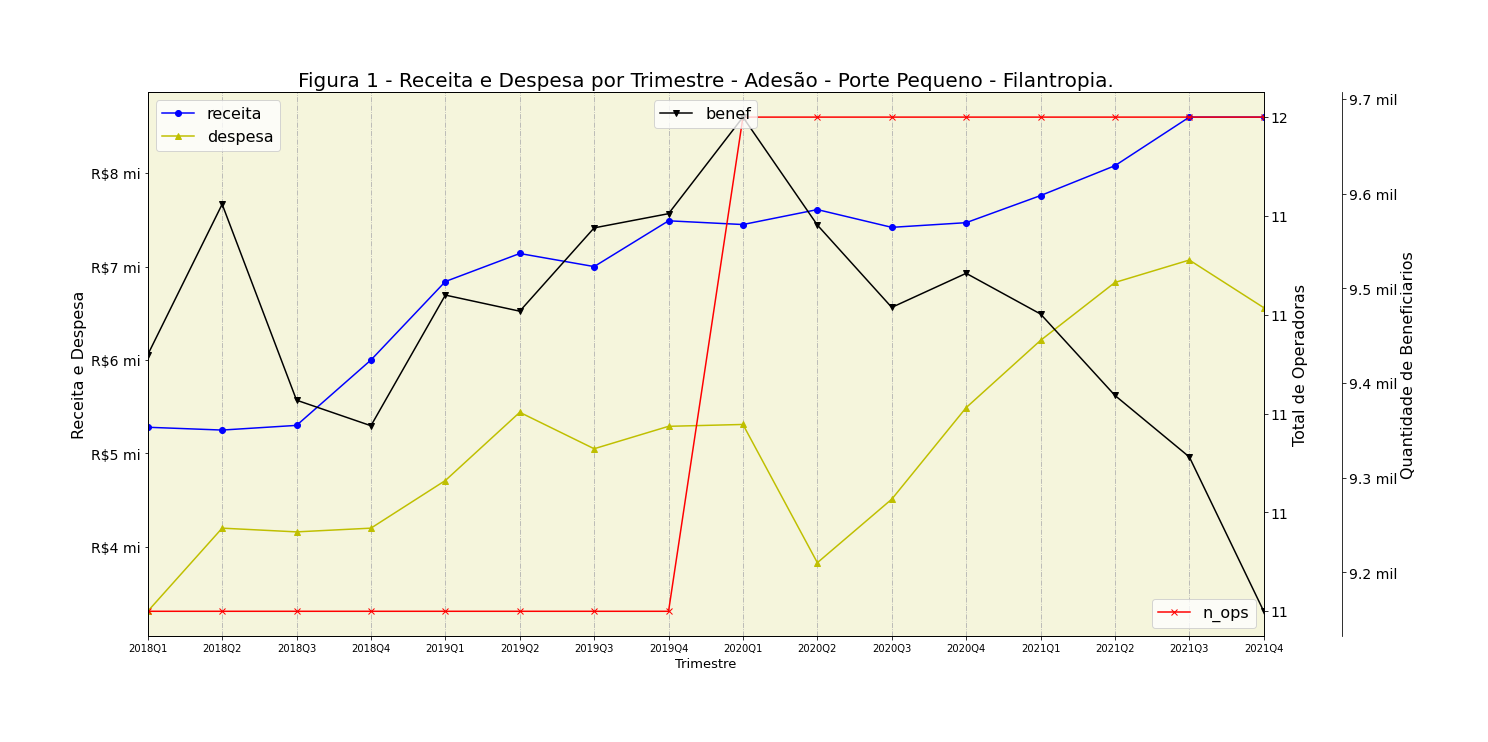 Figura 1 - Receita e Despesa por Trimestre - Adesão - Porte Pequeno - Filantropia.
receita
despesa
benef
n_ops
Receita e Despesa
R$8 mi
R$7 mi
R$6 mi
R$5 mi
R$4 mi
12
11
11
11
11
11
Total de Operadoras
9.7 mil
9.6 mil
9.5 mil
9.4 mil
9.3 mil
9.2 mil
Quantidade de Beneficiarios
2018Q1 2018Q2 2018Q3 2018Q4 2019Q1 2019Q2 2019Q3 2019Q4 2020Q1 2020Q2 2020Q3 2020Q4 2021Q1 2021Q2 2021Q3 2021Q4
Trimestre